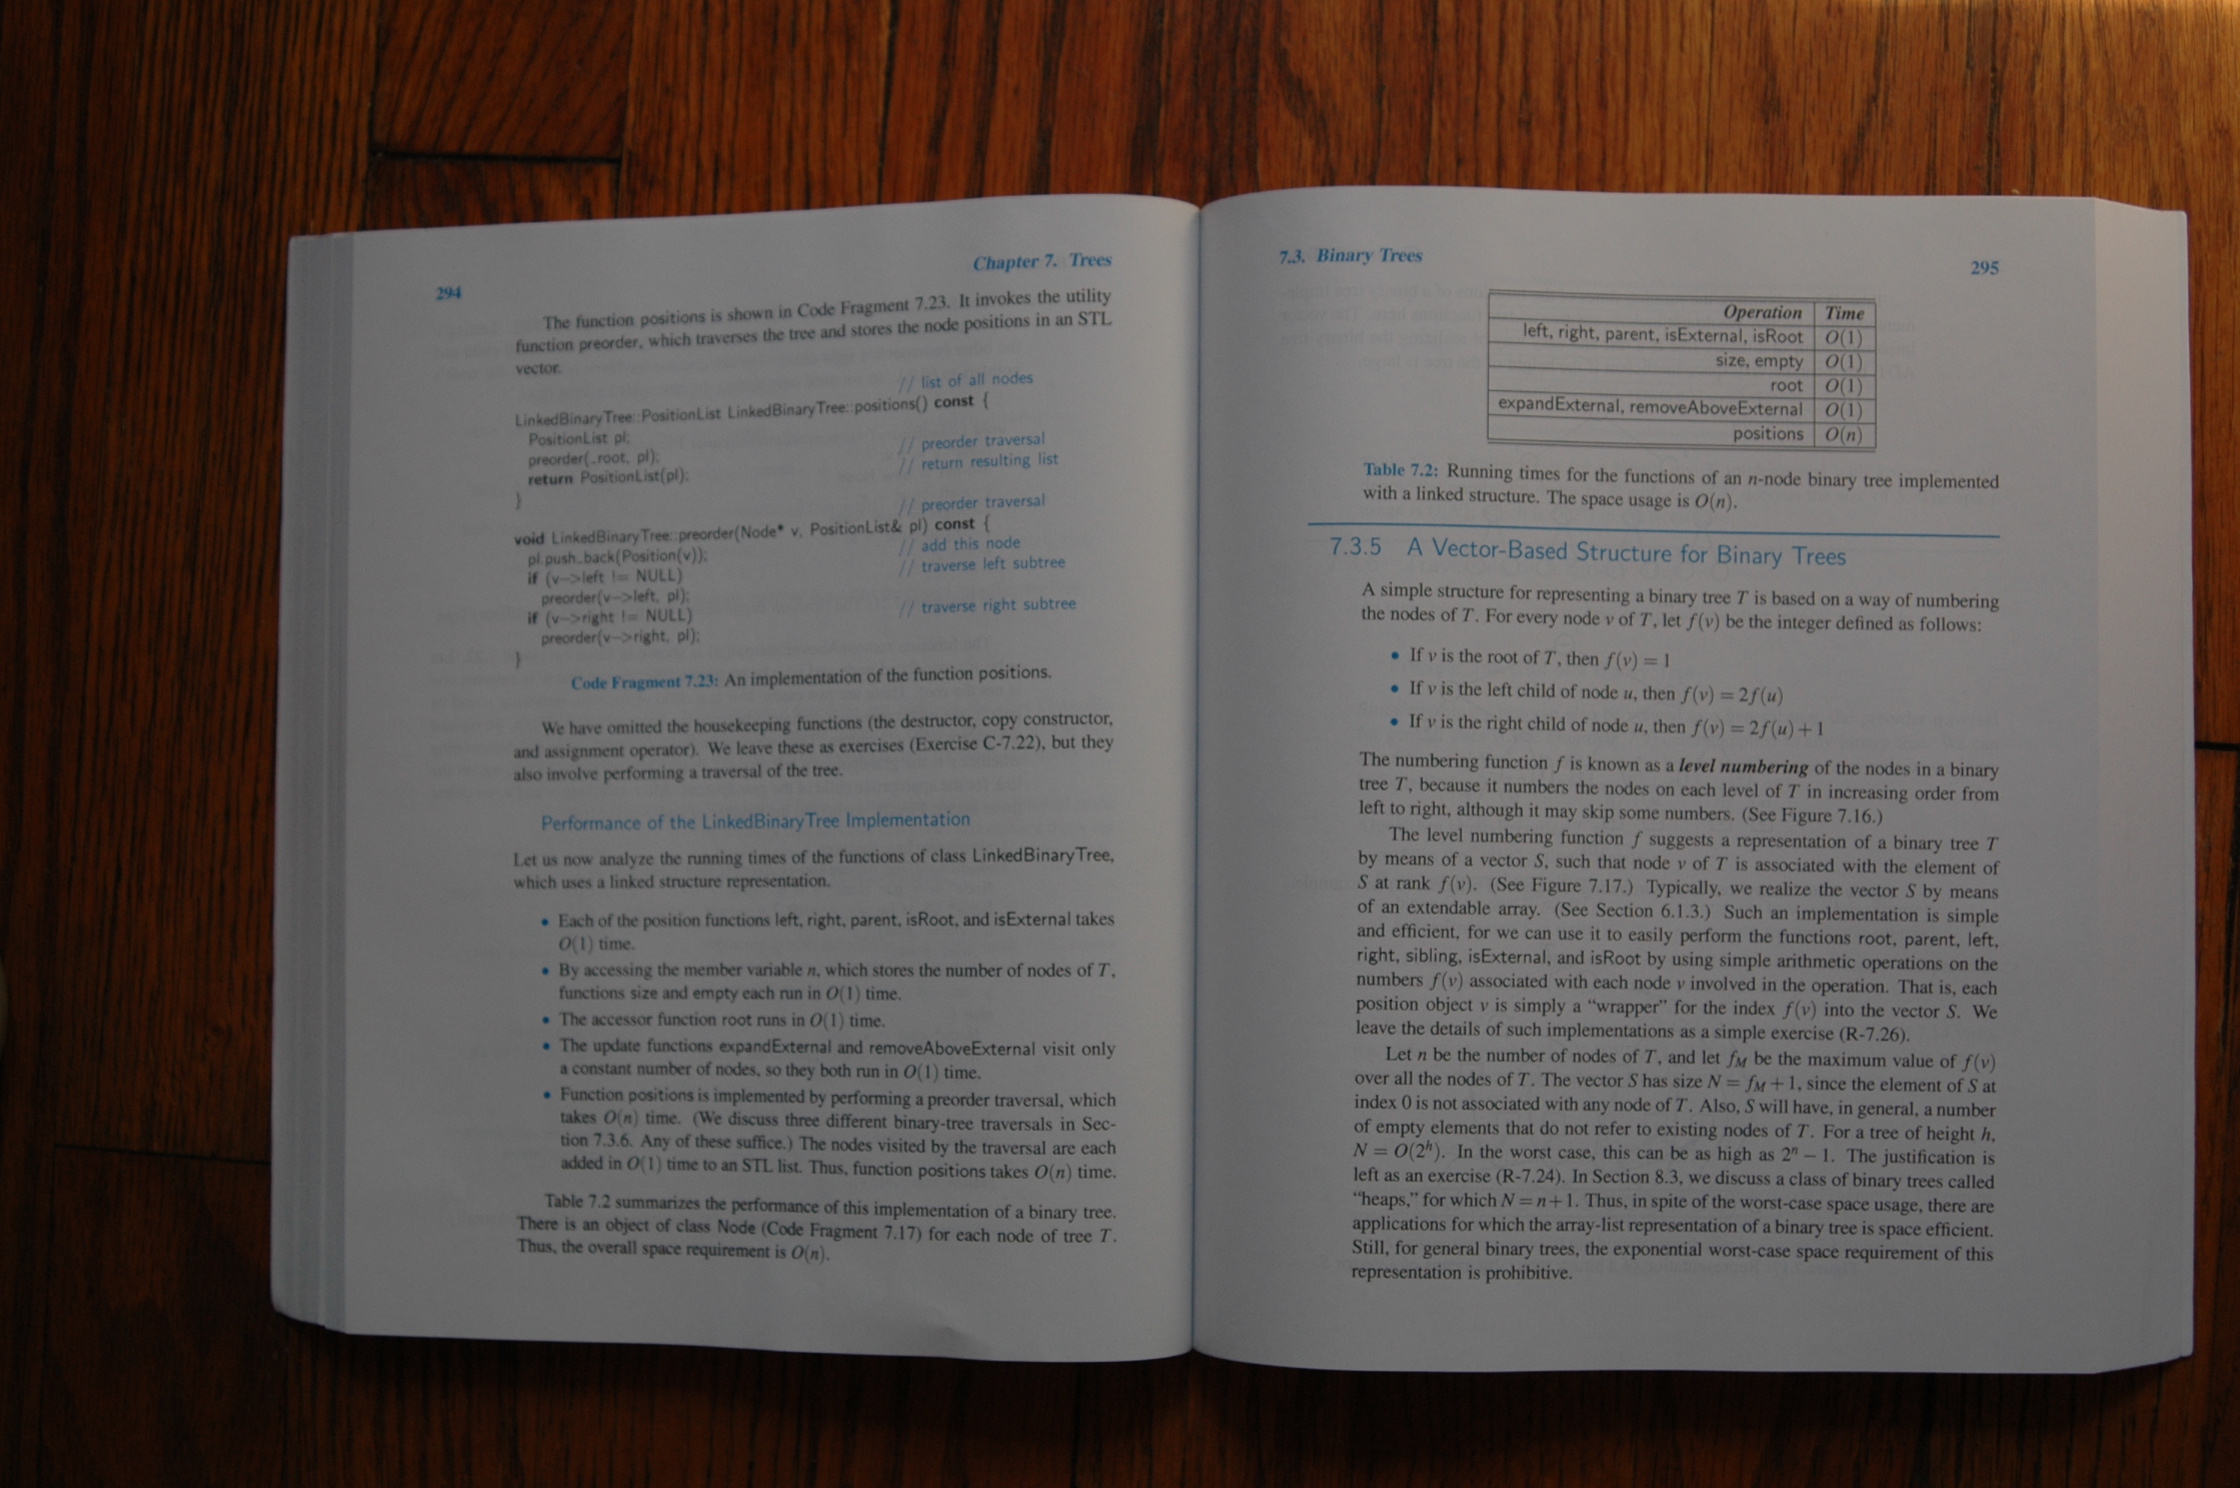 294
Chapter 7. Trees
The function positions is shown in Code Fragment 7.23. It invokes the utility
function preorder, which traverses the tree and stores the node positions in an STL
vector.
// list of all nodes
LinkedBinaryTree::PositionList LinkedBinaryTree::positions() const {
PositionList pl;
preorder(_root, pl); // preorder traversal
return PositionList(pl); // return resulting list
}
// preorder traversal
void LinkedBinaryTree::preorder(Node* v, PositionList& pl) const {
pl.push_back(Position(v)); // add this node
if (v->left != NULL) // traverse left subtree
preorder(v->left, pl);
if (v->right != NULL) // traverse right subtree
preorder(v->right, pl);
}
Code Fragment 7.23: An implementation of the function positions.
We have omitted the housekeeping functions (the destructor, copy constructor,
and assignment operator). We leave these as exercises (Exercise C-7.22), but they
also involve performing a traversal of the tree.
Performance of the LinkedBinaryTree Implementation
Let us now analyze the running times of the functions of class LinkedBinaryTree,
which uses a linked structure representation.
• Each of the position functions left, right, parent, isRoot, and isExternal takes
O(1) time.
• By accessing the member variable n, which stores the number of nodes of T,
functions size and empty each run in O(1) time.
• The accessor function root runs in O(1) time.
• The update functions expandExternal and removeAboveExternal visit only
a constant number of nodes, so they both run in O(1) time.
• Function positions is implemented by performing a preorder traversal, which
takes O(n) time. (We discuss three different binary-tree traversals in Sec-
tion 7.3.6. Any of these suffice.) The nodes visited by the traversal are each
added in O(1) time to an STL list. Thus, function positions takes O(n) time.
Table 7.2 summarizes the performance of this implementation of a binary tree.
There is an object of class Node (Code Fragment 7.17) for each node of tree T.
Thus, the overall space requirement is O(n).
7.3. Binary Trees
295
Operation Time
left, right, parent, isExternal, isRoot O(1)
size, empty O(1)
root O(1)
expandExternal, removeAboveExternal O(1)
positions O(n)
Table 7.2: Running times for the functions of an n-node binary tree implemented
with a linked structure. The space usage is O(n).
7.3.5 A Vector-Based Structure for Binary Trees
A simple structure for representing a binary tree T is based on a way of numbering
the nodes of T. For every node v of T, let f(v) be the integer defined as follows:
• If v is the root of T, then f(v) = 1
• If v is the left child of node u, then f(v) = 2f(u)
• If v is the right child of node u, then f(v) = 2f(u)+1
The numbering function f is known as a level numbering of the nodes in a binary
tree T, because it numbers the nodes on each level of T in increasing order from
left to right, although it may skip some numbers. (See Figure 7.16.)
The level numbering function f suggests a representation of a binary tree T
by means of a vector S, such that node v of T is associated with the element of
S at rank f(v). (See Figure 7.17.) Typically, we realize the vector S by means
of an extendable array. (See Section 6.1.3.) Such an implementation is simple
and efficient, for we can use it to easily perform the functions root, parent, left,
right, sibling, isExternal, and isRoot by using simple arithmetic operations on the
numbers f(v) associated with each node v involved in the operation. That is, each
position object v is simply a “wrapper” for the index f(v) into the vector S. We
leave the details of such implementations as a simple exercise (R-7.26).
Let n be the number of nodes of T, and let fM be the maximum value of f(v)
over all the nodes of T. The vector S has size N = fM + 1, since the element of S at
index 0 is not associated with any node of T. Also, S will have, in general, a number
of empty elements that do not refer to existing nodes of T. For a tree of height h,
N = O(2^h). In the worst case, this can be as high as 2^n − 1. The justification is
left as an exercise (R-7.24). In Section 8.3, we discuss a class of binary trees called
“heaps,” for which N = n+1. Thus, in spite of the worst-case space usage, there are
applications for which the array-list representation of a binary tree is space efficient.
Still, for general binary trees, the exponential worst-case space requirement of this
representation is prohibitive.